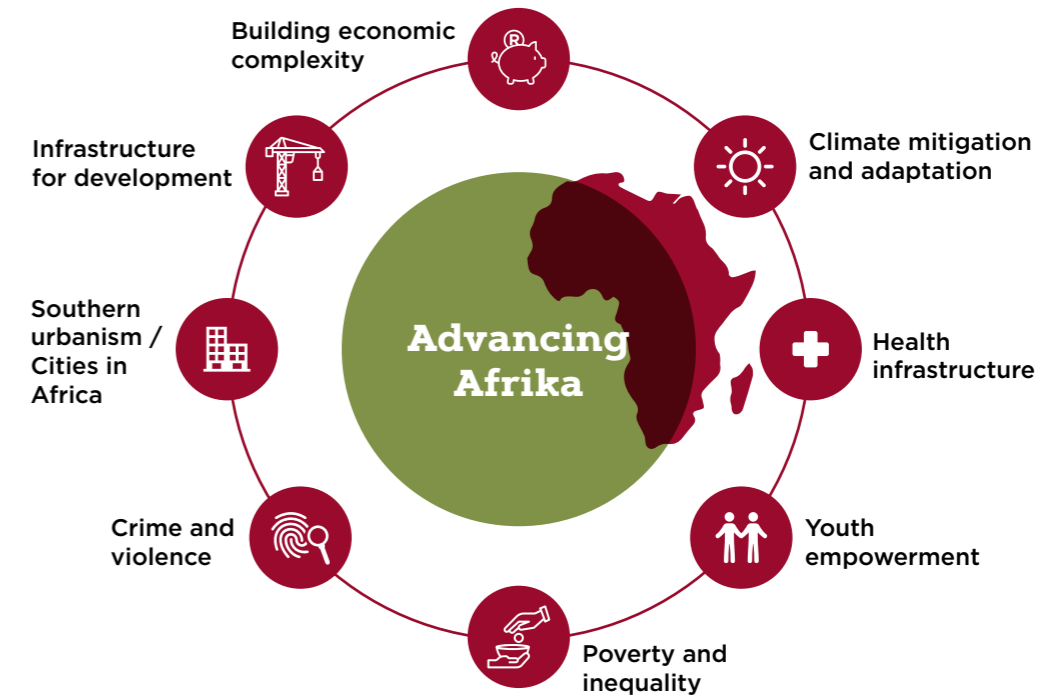 Building economic
complexity
R
Climate mitigation
and adaptation
Health
infrastructure
Youth
empowerment
Poverty and
inequality
Crime and
violence
Southern
urbanism /
Cities in
Africa
Infrastructure
for development
Advancing
Afrika